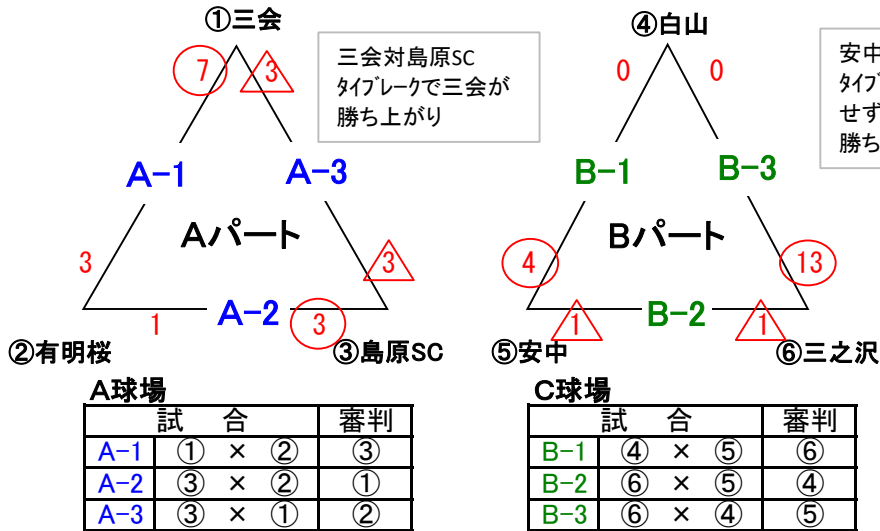 ①三会
④白山
7
3
三会対島原SC
ﾀｲﾌﾞﾚｰｸで三会が
勝ち上がり
0
0
安中
せず
勝ち
A-1
A-3
B-1
B-3
Aパート
Bパート
3
3
4
13
1
A-2
3
1
B-2
1
②有明桜
③島原SC
⑤安中
⑥三之沢
A球場
C球場
試 合 審判
A-1 ① × ② ③
A-2 ③ × ② ①
A-3 ③ × ① ②
試 合 審判
B-1 ④ × ⑤ ⑥
B-2 ⑥ × ⑤ ④
B-3 ⑥ × ④ ⑤